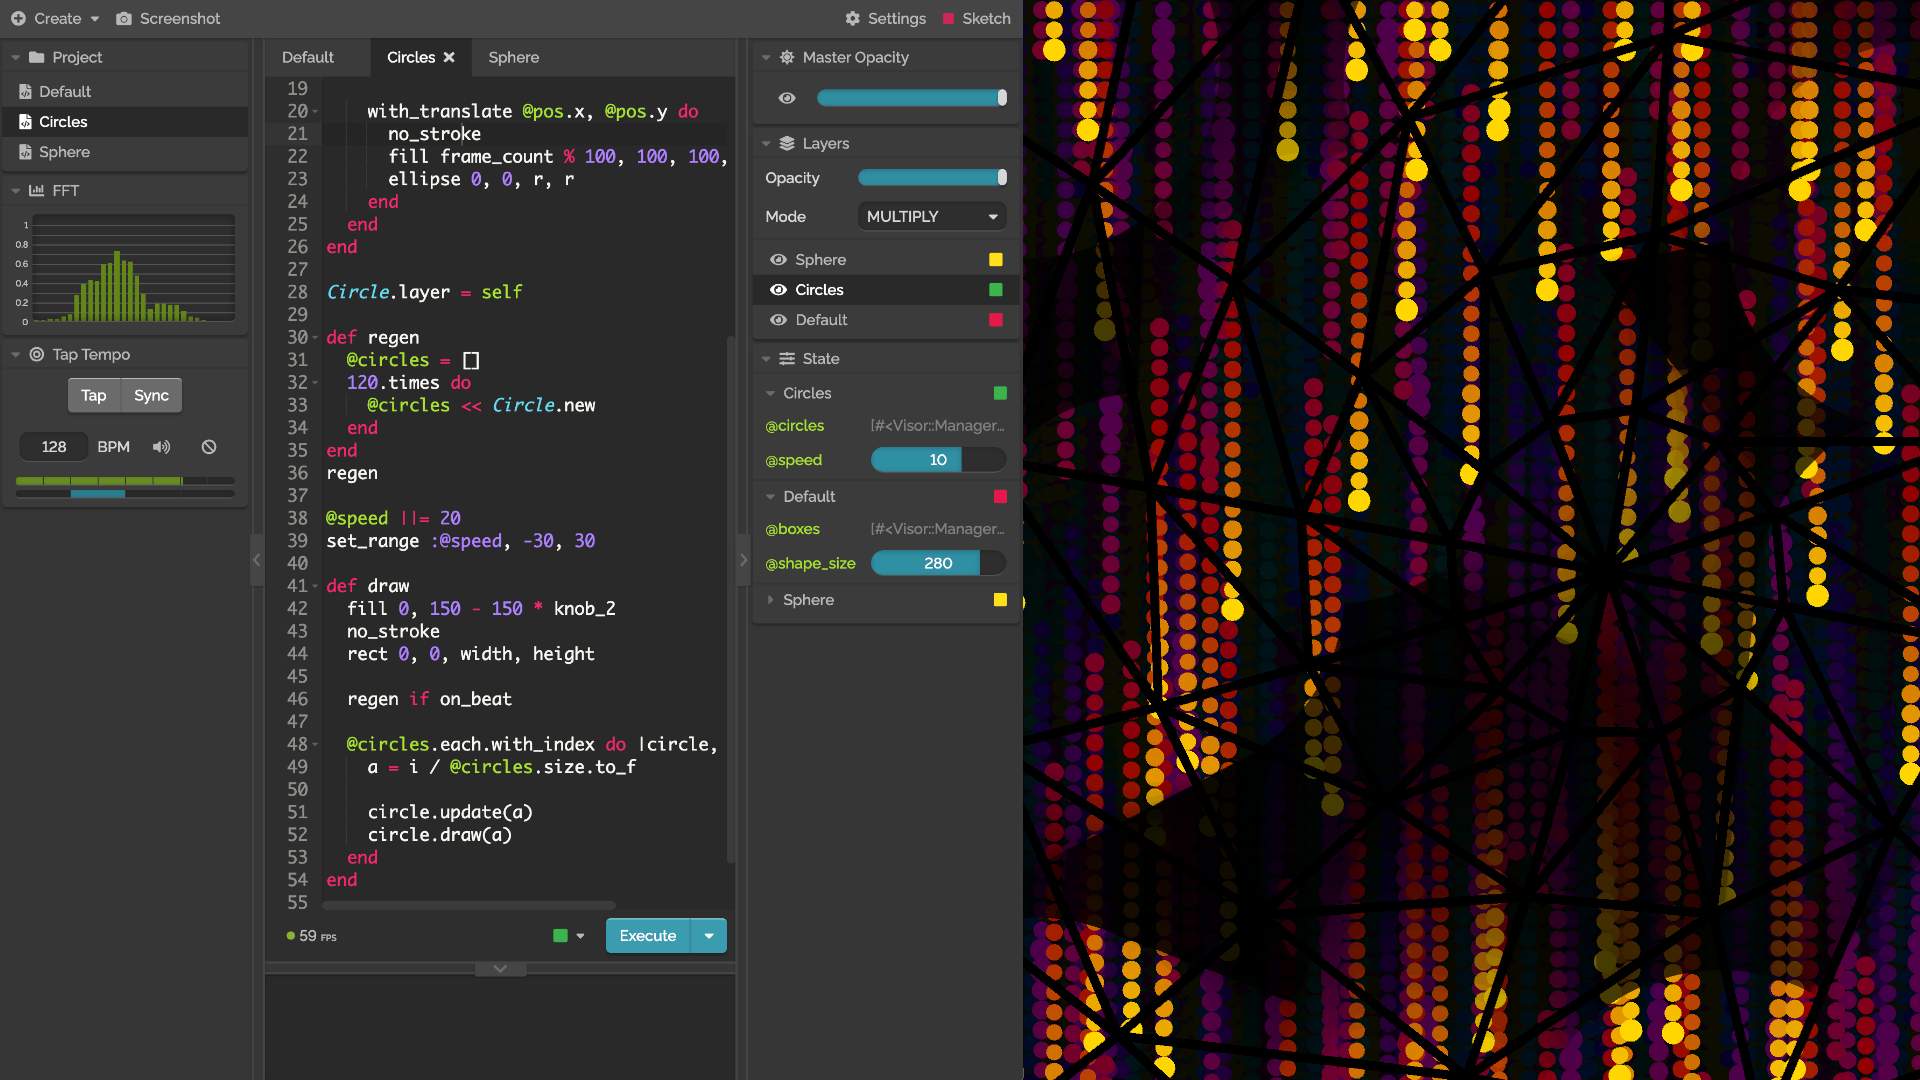 Create
Screenshot
Settings
Sketch
Project
Default
Circles
Sphere
FFT
1
0.8
0.6
0.4
0.2
0
Tap Tempo
Tap
Sync
128
BPM
Default
Circles
Sphere
19
20 with_translate @pos.x, @pos.y do
21 no_stroke
22 fill frame_count % 100, 100, 100,
23 ellipse 0, 0, r, r
24 end
25 end
26 end
27
28 Circle.layer = self
29
30 def regen
31 @circles = []
32 120.times do
33 @circles << Circle.new
34 end
35 end
36 regen
37
38 @speed ||= 20
39 set_range :@speed, -30, 30
40
41 def draw
42 fill 0, 150 - 150 * knob_2
43 no_stroke
44 rect 0, 0, width, height
45
46 regen if on_beat
47
48 @circles.each.with_index do |circle,
49 a = i / @circles.size.to_f
50
51 circle.update(a)
52 circle.draw(a)
53 end
54 end
55
59 FPS
Execute
Master Opacity
Layers
Opacity
Mode
MULTIPLY
Sphere
Circles
Default
State
Circles
@circles
[#<Visor::Manager...
@speed
10
Default
@boxes
[#<Visor::Manager...
@shape_size
280
Sphere